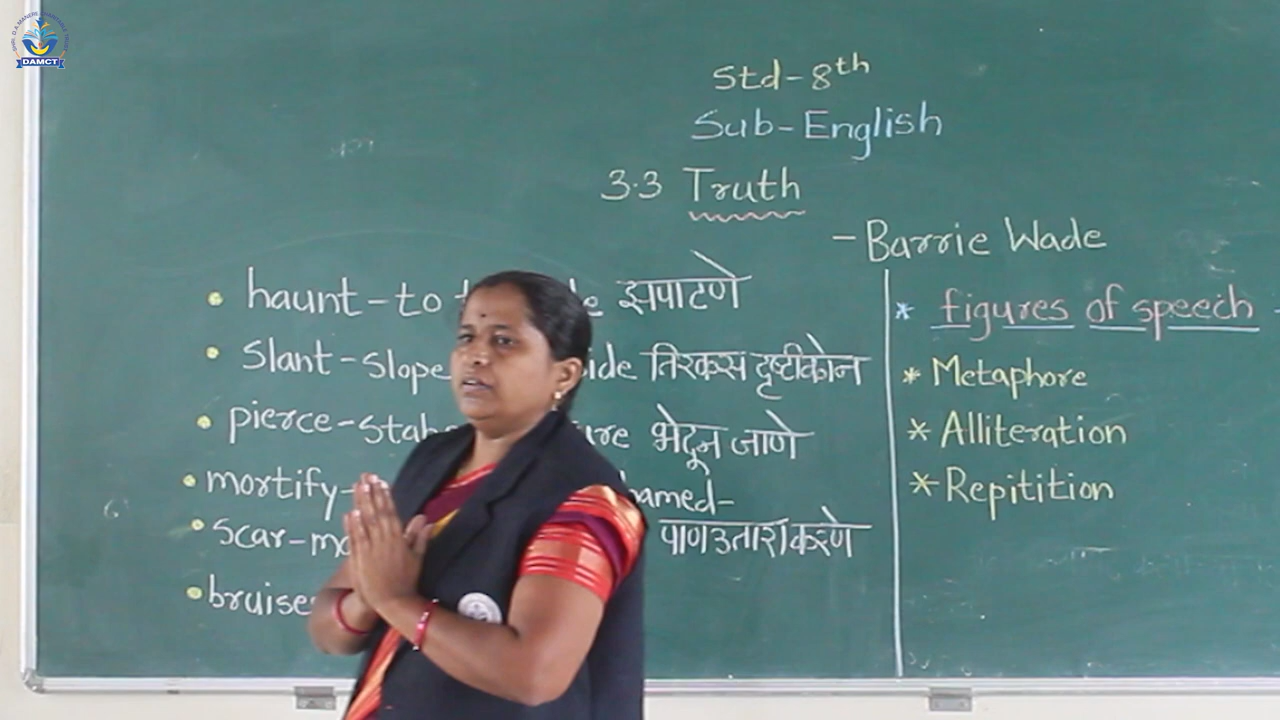 DAMCT
Std-8th
Sub-English
3.3 Truth
-Barrie Wade
haunt-to झपाटणे
Slant-slope तिरकस दृष्टीकोन
pierce-stab भेदून जाणे
mortify-
scar- पाणउतारा करणे
bruise
* figures of speech -
* Metaphore
* Alliteration
* Repitition